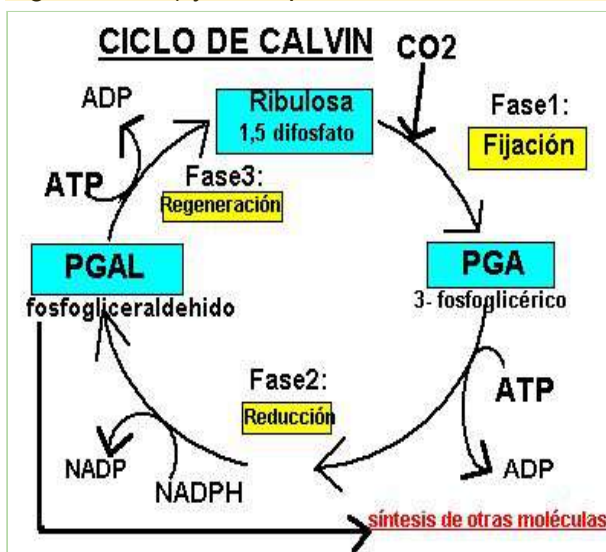 CICLO DE CALVIN
CO2
ADP
Ribulosa
1,5 difosfato
Fase1:
Fijación
ATP
Fase3:
Regeneración
PGAL
fosfogliceraldehido
PGA
3- fosfoglicérico
Fase2:
Reducción
ATP
ADP
NADP
NADPH
síntesis de otras moléculas